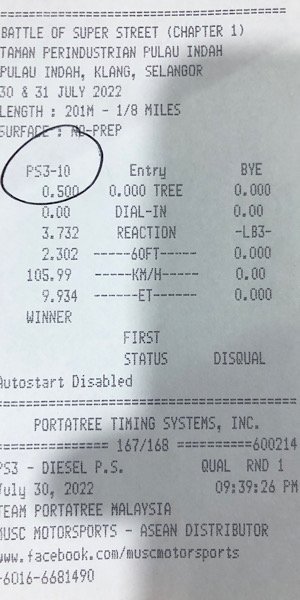 BATTLE OF SUPER STREET (CHAPTER 1)
TAMAN PERINDUSTRIAN PULAU INDAH
PULAU INDAH, KLANG, SELANGOR
30 & 31 JULY 2022
LENGTH : 201M - 1/8 MILES
SURFACE : NO-PREP
PS3-10 Entry BYE
0.500 0.000 TREE 0.000
0.00 DIAL-IN 0.00
3.732 REACTION -LB3-
2.302 -----60FT----- 0.000
105.99 -----KM/H----- 0.00
9.934 ------ET------ 0.000
WINNER
FIRST
STATUS DISQUAL
Autostart Disabled
PORTATREE TIMING SYSTEMS, INC.
=============== 167/168 ==========600214
PS3 - DIESEL P.S. QUAL RND 1
July 30, 2022 09:39:26 PM
TEAM PORTATREE MALAYSIA
MUSC MOTORSPORTS - ASEAN DISTRIBUTOR
www.facebook.com/muscmotorsports
-6016-6681490